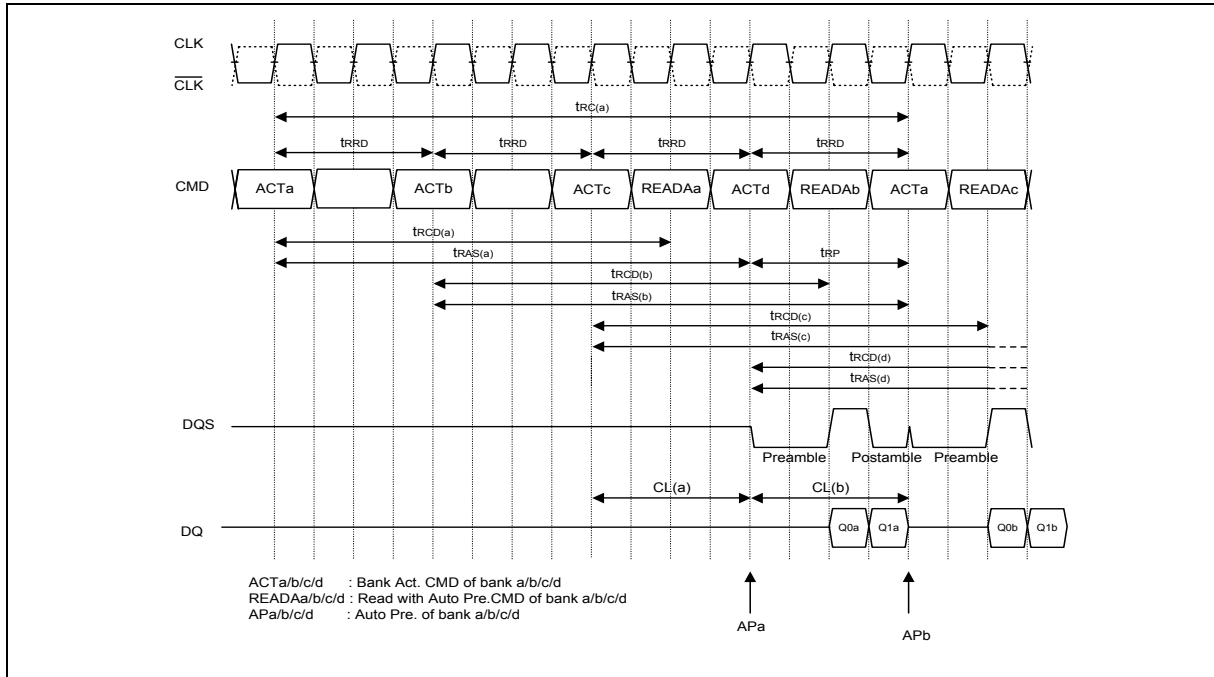 CLK
CLK
tRC(a)
tRRD tRRD tRRD tRRD
CMD ACTa ACTb ACTc READAa ACTd READAb ACTa READAc
tRCD(a)
tRAS(a) tRP
tRCD(b)
tRAS(b)
tRCD(c)
tRAS(c)
tRCD(d)
tRAS(d)
DQS
Preamble Postamble Preamble
CL(a) CL(b)
DQ Q0a Q1a Q0b Q1b
ACTa/b/c/d : Bank Act. CMD of bank a/b/c/d
READAa/b/c/d : Read with Auto Pre.CMD of bank a/b/c/d
APa/b/c/d : Auto Pre. of bank a/b/c/d
APa APb